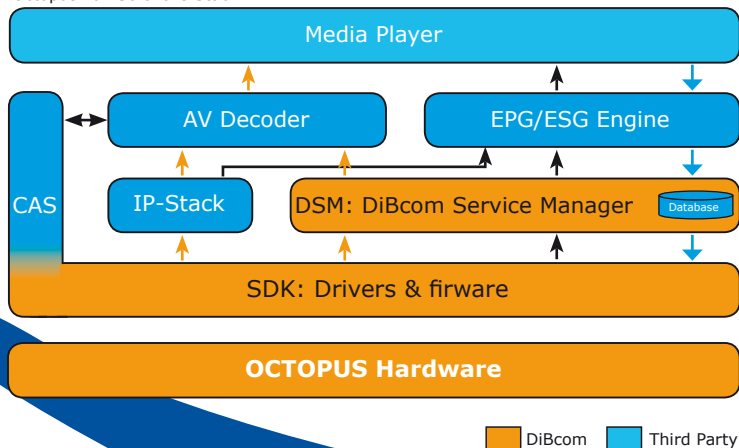 Media Player
AV Decoder
EPG/ESG Engine
CAS
IP-Stack
DSM: DiBcom Service Manager
Database
SDK: Drivers & firware
OCTOPUS Hardware
DiBcom
Third Party